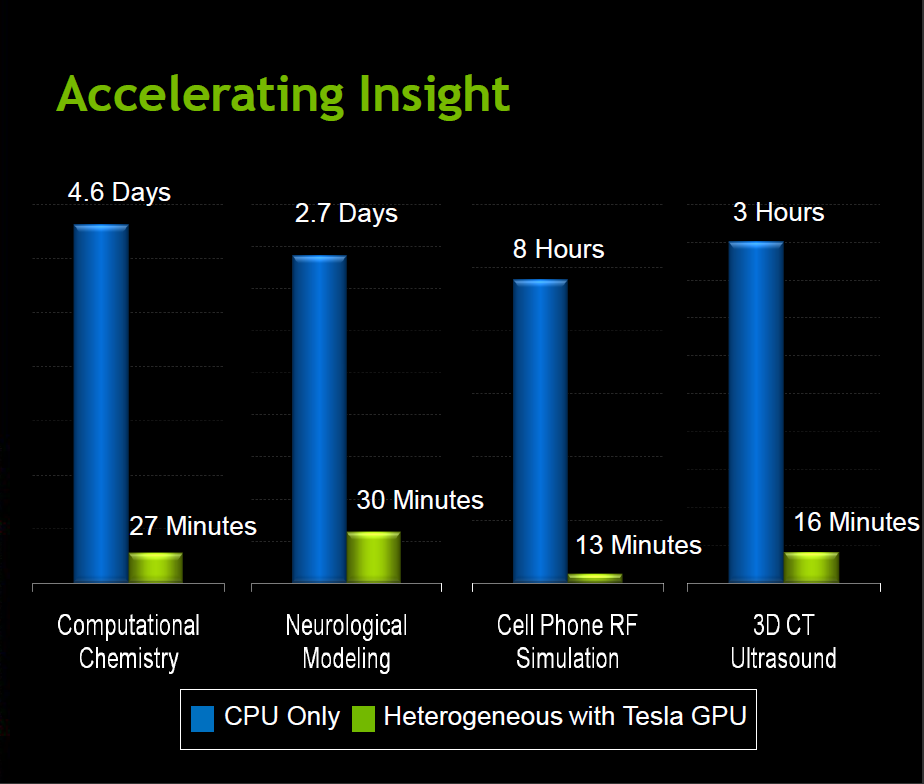 Accelerating Insight
4.6 Days
27 Minutes
Computational
Chemistry
2.7 Days
30 Minutes
Neurological
Modeling
8 Hours
13 Minutes
Cell Phone RF
Simulation
3 Hours
16 Minutes
3D CT
Ultrasound
CPU Only
Heterogeneous with Tesla GPU